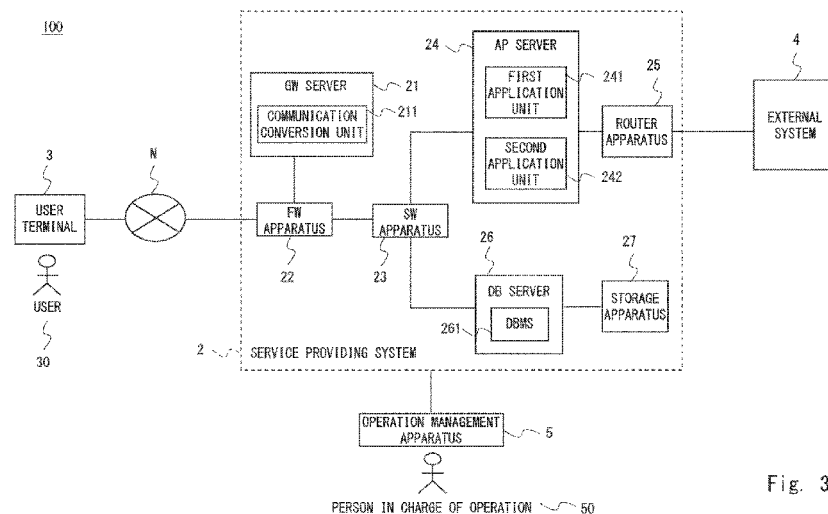 100
GW SERVER
21
COMMUNICATION
CONVERSION UNIT
211
24
AP SERVER
FIRST
APPLICATION
UNIT
241
SECOND
APPLICATION
UNIT
242
25
ROUTER
APPARATUS
4
EXTERNAL
SYSTEM
3
USER
TERMINAL
N
FW
APPARATUS
22
SW
APPARATUS
23
USER
30
26
DB SERVER
261
DBMS
27
STORAGE
APPARATUS
2
SERVICE PROVIDING SYSTEM
OPERATION MANAGEMENT
APPARATUS
5
PERSON IN CHARGE OF OPERATION
50
Fig. 3